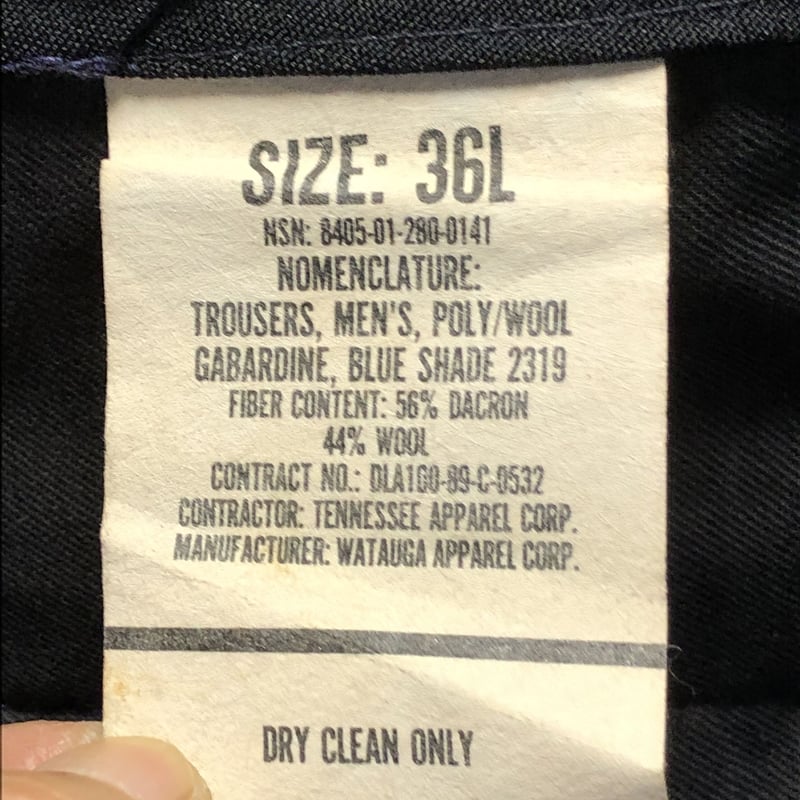 SIZE: 36L
NSN: 8405-01-280-0141
NOMENCLATURE:
TROUSERS, MEN'S, POLY/WOOL
GABARDINE, BLUE SHADE 2319
FIBER CONTENT: 56% DACRON
44% WOOL
CONTRACT NO.: DLA100-89-C-0532
CONTRACTOR: TENNESSEE APPAREL CORP.
MANUFACTURER: WATAUGA APPAREL CORP.
DRY CLEAN ONLY